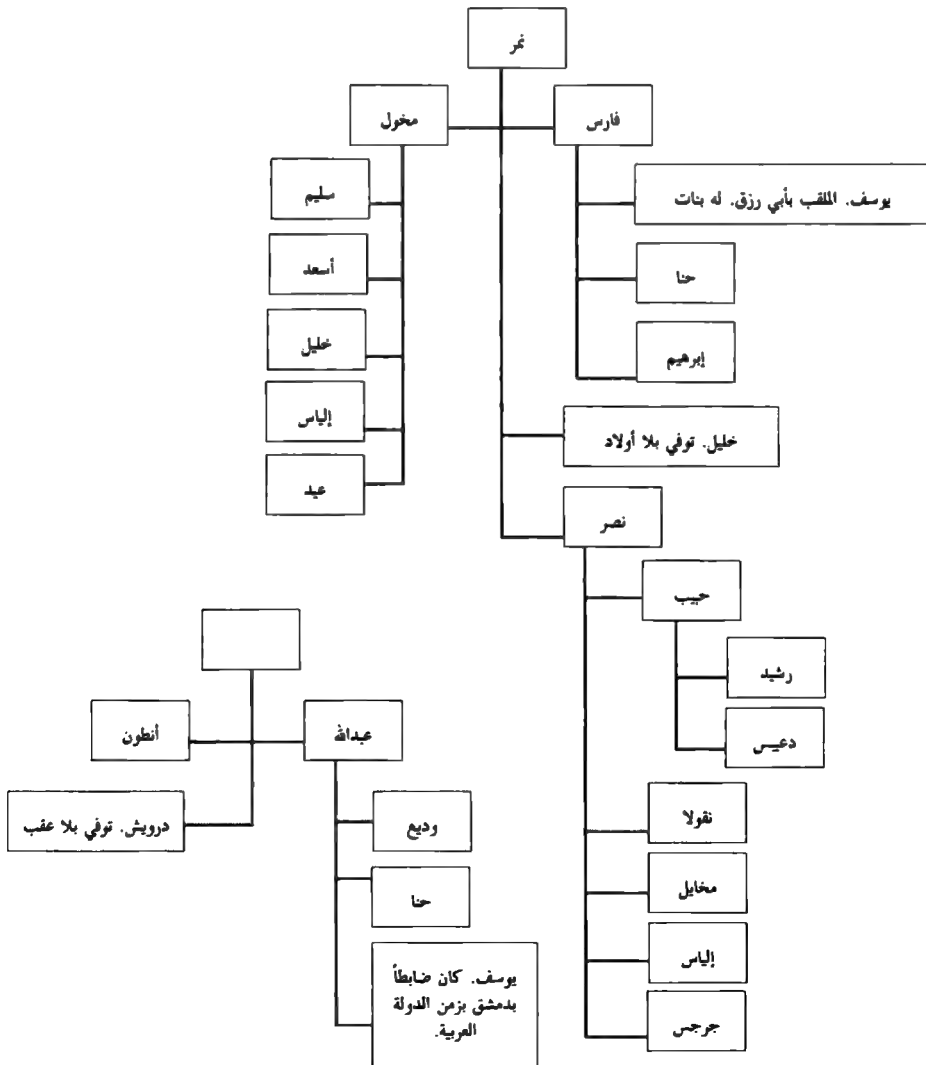 نمر
فارس
مخول
يوسف. الملقب بأبي رزق. له بنات
حنا
إبرهيم
سليم
أسعد
خليل
إلياس
عيد
خليل. توفي بلا أولاد
نصر
حبيب
رشيد
دعيس
نقولا
مخايل
إلياس
جرجس
عبدالله
أنطون
درويش. توفي بلا عقب
وديع
حنا
يوسف. كان ضابطاً
بدمشق بزمن الدولة
العربية.